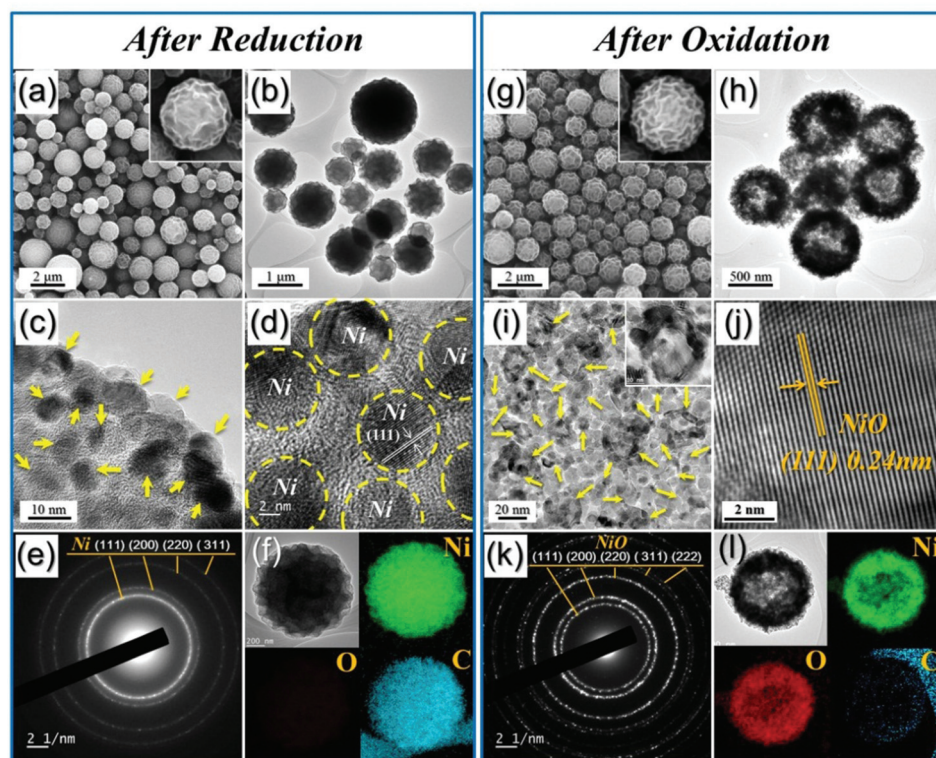 After Reduction
After Oxidation
(a)
2 µm
(b)
1 µm
(g)
2 µm
(h)
500 nm
(c)
10 nm
(d)
Ni
Ni
Ni
Ni
(111)
Ni
Ni
2 nm
(i)
20 nm
(j)
NiO
(111) 0.24nm
2 nm
(e)
Ni
(111) (200) (220) (311)
2 1/nm
(f)
200 nm
Ni
O
C
(k)
NiO
(111) (200) (220) (311) (222)
2 1/nm
(l)
Ni
O
C